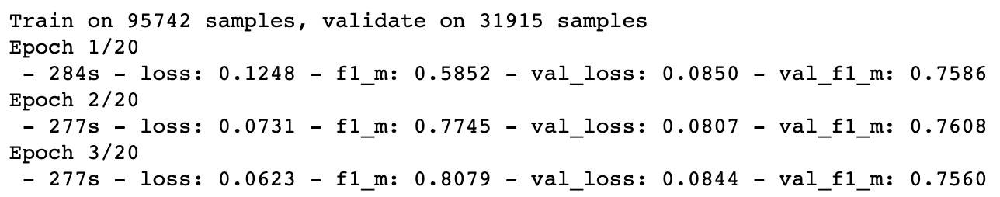 Train on 95742 samples, validate on 31915 samples
Epoch 1/20
 - 284s - loss: 0.1248 - f1_m: 0.5852 - val_loss: 0.0850 - val_f1_m: 0.7586
Epoch 2/20
 - 277s - loss: 0.0731 - f1_m: 0.7745 - val_loss: 0.0807 - val_f1_m: 0.7608
Epoch 3/20
 - 277s - loss: 0.0623 - f1_m: 0.8079 - val_loss: 0.0844 - val_f1_m: 0.7560